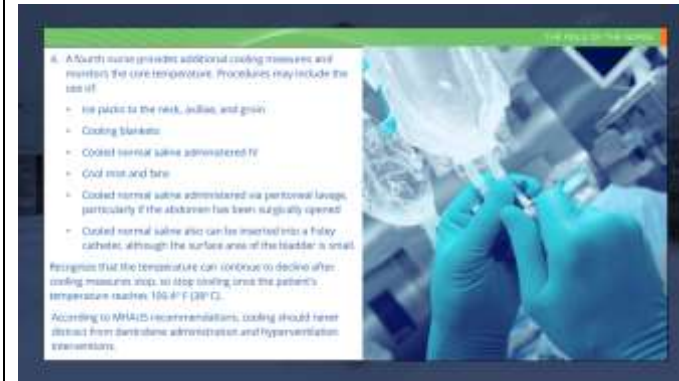 THE ROLE OF THE NURSE
4. A fourth nurse provides additional cooling measures and
monitors the core temperature. Procedures may include the
use of:
• Ice packs to the neck, axillae, and groin
• Cooling blankets
• Cooled normal saline administered IV
• Cool mist and fans
• Cooled normal saline administered via peritoneal lavage,
particularly if the abdomen has been surgically opened
• Cooled normal saline also can be inserted into a Foley
catheter, although the surface area of the bladder is small.
Recognize that the temperature can continue to decline after
cooling measures stop, so stop cooling once the patient's
temperature reaches 100.4° F (38° C).
According to MHAUS recommendations, cooling should never
distract from dantrolene administration and hyperventilation
interventions.